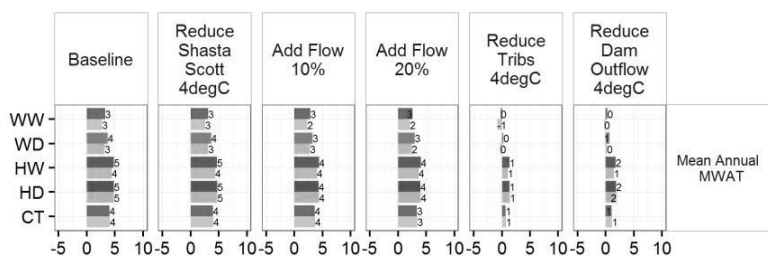 Baseline
Reduce
Shasta
Scott
4degC
Add Flow
10%
Add Flow
20%
Reduce
Tribs
4degC
Reduce
Dam
Outflow
4degC
WW 3 3 3 0 0
3 3 2 2 -1 0
WD 4 4 3 3 0 1
3 3 3 2 0 0
HW 5 5 4 4 1 2
4 4 4 4 1 1
HD 5 5 4 4 1 2
5 5 4 4 1 2
CT 4 4 4 3 1 1
4 4 4 3 1 1
Mean Annual
MWAT
-5 0 5 10 -5 0 5 10 -5 0 5 10 -5 0 5 10 -5 0 5 10 -5 0 5 10